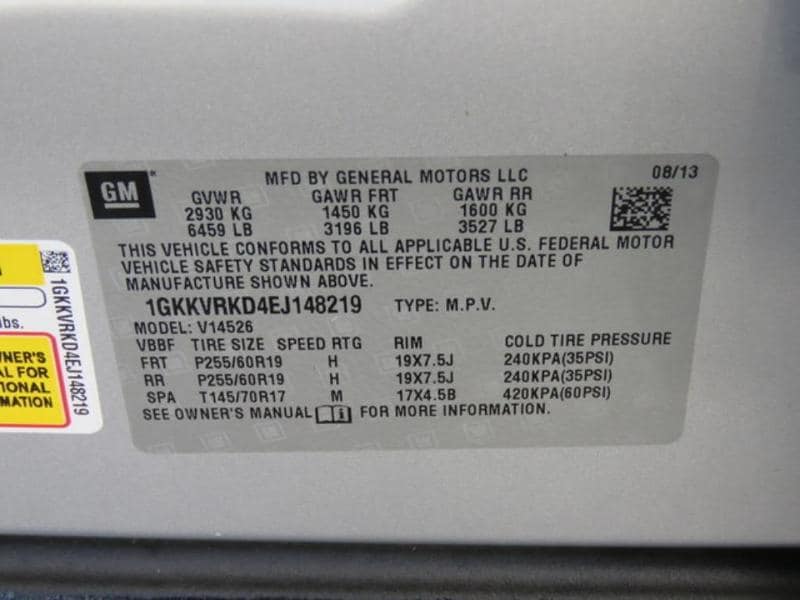 GM
MFD BY GENERAL MOTORS LLC 08/13
GVWR GAWR FRT GAWR RR
2930 KG 1450 KG 1600 KG
6459 LB 3196 LB 3527 LB
THIS VEHICLE CONFORMS TO ALL APPLICABLE U.S. FEDERAL MOTOR
VEHICLE SAFETY STANDARDS IN EFFECT ON THE DATE OF
MANUFACTURE SHOWN ABOVE.
1GKKVRKD4EJ148219 TYPE: M.P.V.
MODEL: V14526
VBBF TIRE SIZE SPEED RTG RIM COLD TIRE PRESSURE
FRT P255/60R19 H 19X7.5J 240KPA(35PSI)
RR P255/60R19 H 19X7.5J 240KPA(35PSI)
SPA T145/70R17 M 17X4.5B 420KPA(60PSI)
SEE OWNER'S MANUAL FOR MORE INFORMATION.
lbs.
NER'S
L FOR
IONAL
MATION
1GKKVRKD4EJ148219